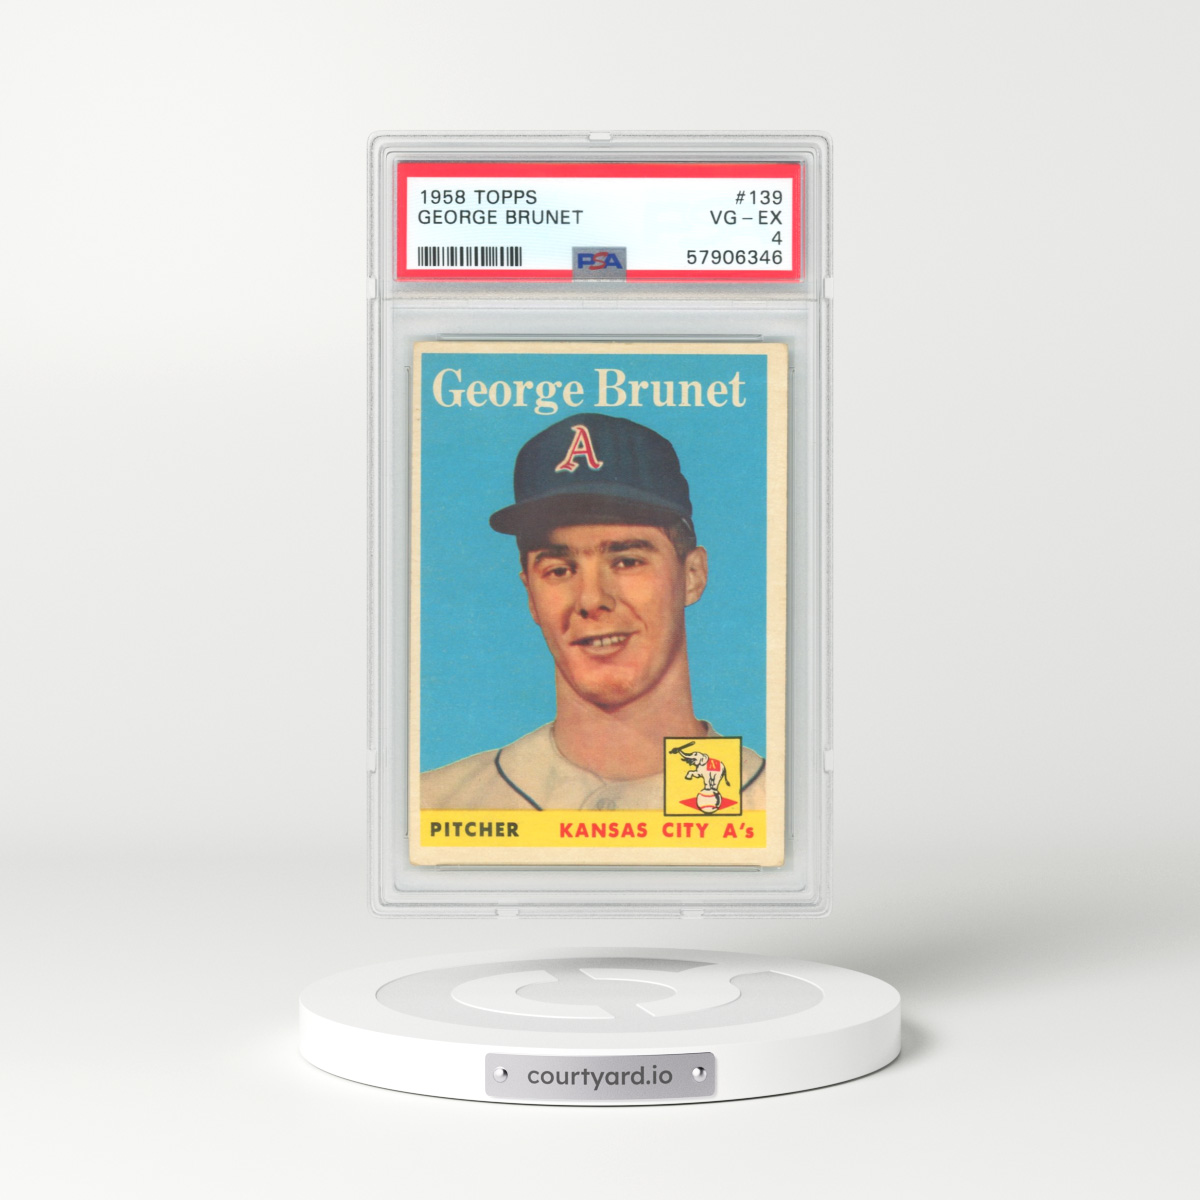 1958 TOPPS
#139
GEORGE BRUNET
VG - EX
4
PSA
57906346
George Brunet
A
A
PITCHER
KANSAS CITY A's
courtyard.io